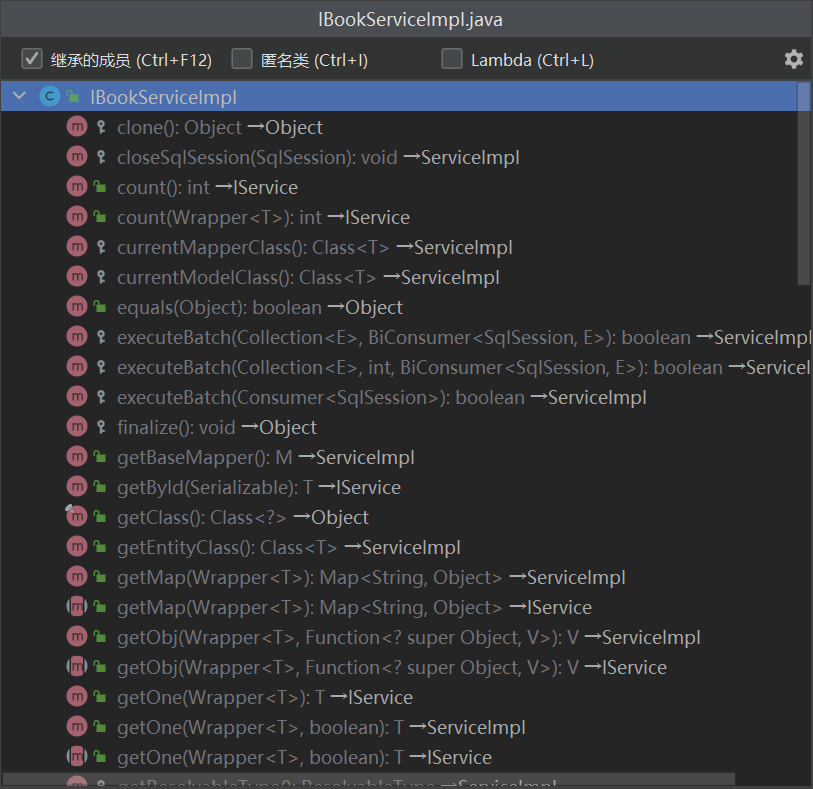 IBookServiceImpl.java
继承的成员 (Ctrl+F12) 匿名类 (Ctrl+I) Lambda (Ctrl+L)
IBookServiceImpl
clone(): Object →Object
closeSqlSession(SqlSession): void →ServiceImpl
count(): int →IService
count(Wrapper<T>): int →IService
currentMapperClass(): Class<T> →ServiceImpl
currentModelClass(): Class<T> →ServiceImpl
equals(Object): boolean →Object
executeBatch(Collection<E>, BiConsumer<SqlSession, E>): boolean →ServiceImpl
executeBatch(Collection<E>, int, BiConsumer<SqlSession, E>): boolean →ServiceI
executeBatch(Consumer<SqlSession>): boolean →ServiceImpl
finalize(): void →Object
getBaseMapper(): M →ServiceImpl
getById(Serializable): T →IService
getClass(): Class<?> →Object
getEntityClass(): Class<T> →ServiceImpl
getMap(Wrapper<T>): Map<String, Object> →ServiceImpl
getMap(Wrapper<T>): Map<String, Object> →IService
getObj(Wrapper<T>, Function<? super Object, V>): V →ServiceImpl
getObj(Wrapper<T>, Function<? super Object, V>): V →IService
getOne(Wrapper<T>): T →IService
getOne(Wrapper<T>, boolean): T →ServiceImpl
getOne(Wrapper<T>, boolean): T →IService
getResolvableType(): ResolvableType →ServiceImpl